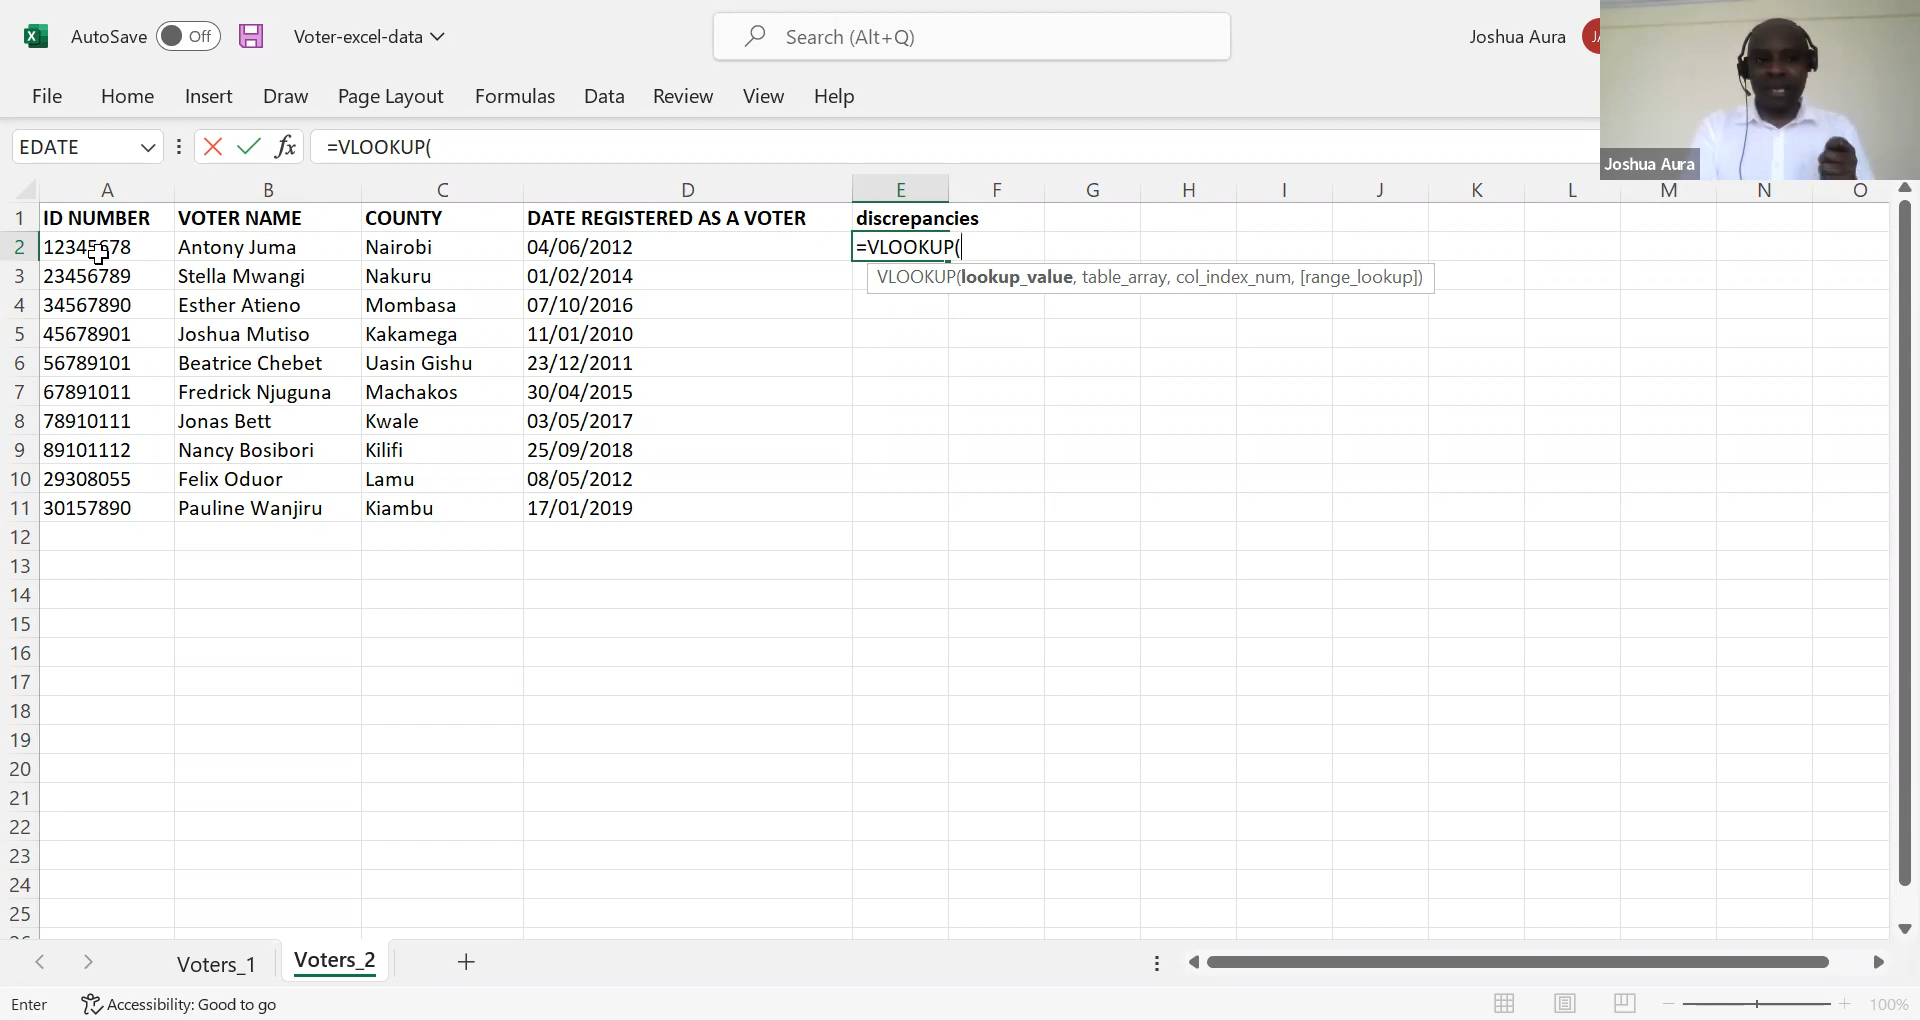 AutoSave Off Voter-excel-data Search (Alt+Q) Joshua Aura
File Home Insert Draw Page Layout Formulas Data Review View Help
EDATE fx =VLOOKUP(
Joshua Aura
A B C D E F G H I J K L M N O
1 ID NUMBER VOTER NAME COUNTY DATE REGISTERED AS A VOTER discrepancies
2 12345678 Antony Juma Nairobi 04/06/2012 =VLOOKUP(
VLOOKUP(lookup_value, table_array, col_index_num, [range_lookup])
3 23456789 Stella Mwangi Nakuru 01/02/2014
4 34567890 Esther Atieno Mombasa 07/10/2016
5 45678901 Joshua Mutiso Kakamega 11/01/2010
6 56789101 Beatrice Chebet Uasin Gishu 23/12/2011
7 67891011 Fredrick Njuguna Machakos 30/04/2015
8 78910111 Jonas Bett Kwale 03/05/2017
9 89101112 Nancy Bosibori Kilifi 25/09/2018
10 29308055 Felix Oduor Lamu 08/05/2012
11 30157890 Pauline Wanjiru Kiambu 17/01/2019
12
13
14
15
16
17
18
19
20
21
22
23
24
25
Voters_1 Voters_2
Enter Accessibility: Good to go 100%